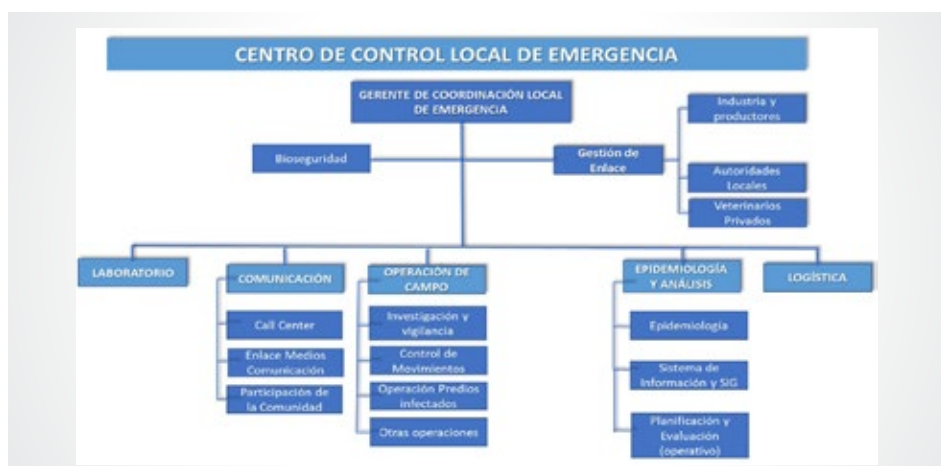 CENTRO DE CONTROL LOCAL DE EMERGENCIA
GERENTE DE COORDINACIÓN LOCAL
DE EMERGENCIA
Industria y
productores
Bioseguridad
Gestión de
Enlace
Autoridades
Locales
Veterinarios
Privados
LABORATORIO
COMUNICACIÓN
Call Center
Enlace Medios
Comunicación
Participación de
la Comunidad
OPERACIÓN DE
CAMPO
Investigación y
vigilancia
Control de
Movimientos
Operación Predios
infectados
Otras operaciones
EPIDEMIOLOGÍA
Y ANÁLISIS
Epidemiología
Sistema de
Información y SIG
Planificación y
Evaluación
(operativo)
LOGÍSTICA